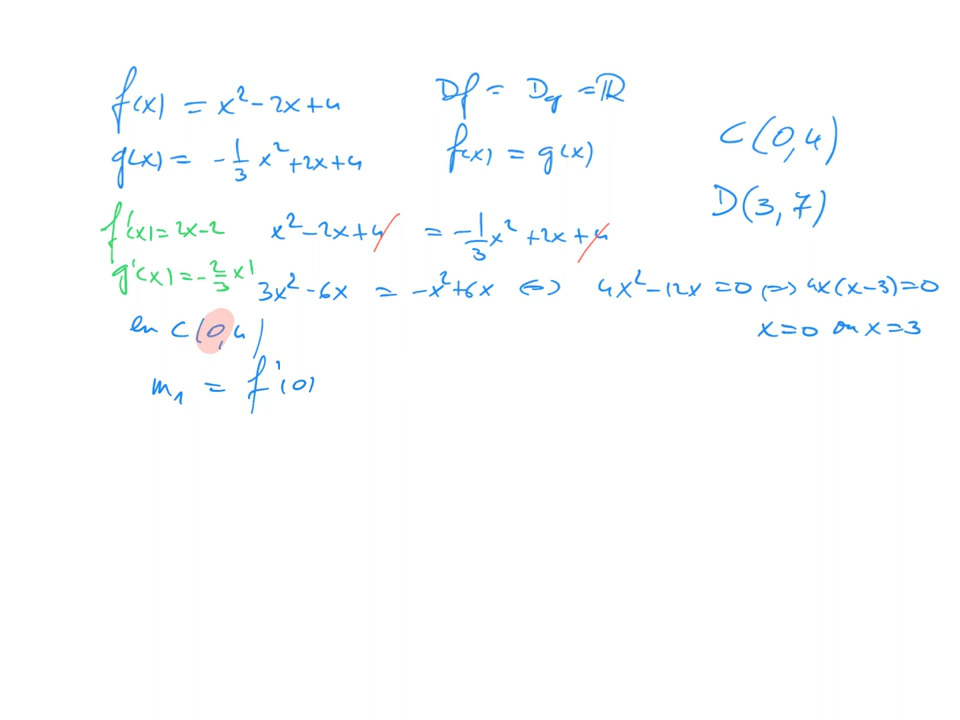 f(x) = x² - 2x + 4
Df = Dg = ℝ
g(x) = -1/3 x² + 2x + 4
f(x) = g(x)
C(0,4)
D(3,7)
f'(x) = 2x - 2
x² - 2x + 4 = -1/3 x² + 2x + 4
g'(x) = -2/3 x
3x² - 6x = -x² + 6x ⟺ 4x² - 12x = 0 ⟺ 4x(x-3) = 0
en C(0,4)
x = 0 ou x = 3
m₁ = f'(0)